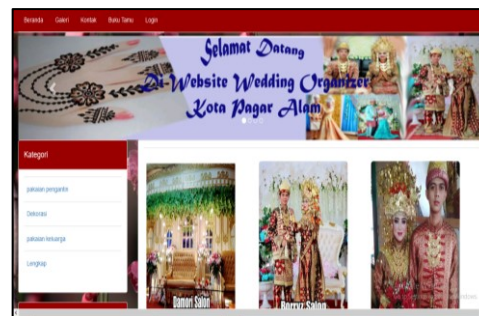 Beranda Galeri Kontak Buku Tamu Login
Selamat Datang
Di Website Wedding Organizer
Kota Pagar Alam
Kategori
pakaian pengantin
Dekorasi
pakaian keluarga
Lengkap
Damori Salon
Borryz Salon